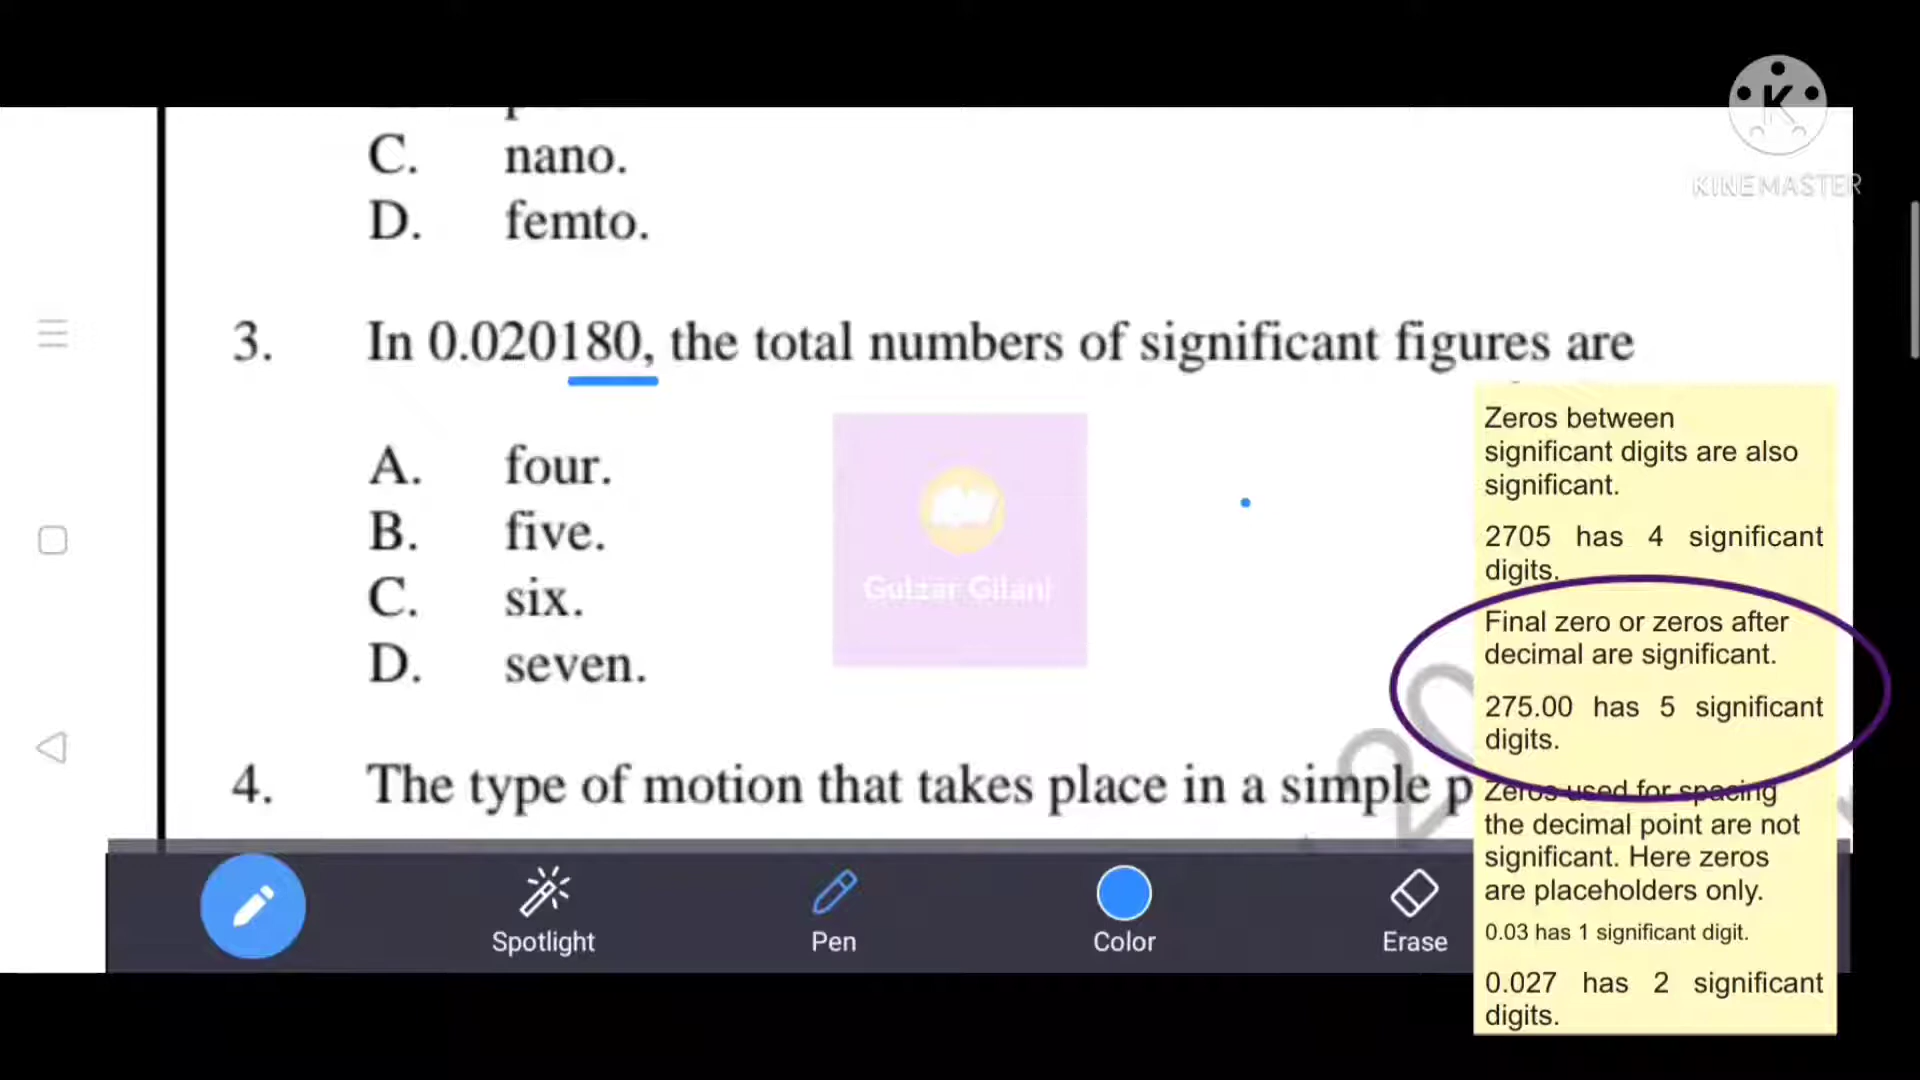 KINEMASTER
C. nano.
D. femto.
3. In 0.020180, the total numbers of significant figures are
A. four.
B. five.
C. six.
D. seven.
Gulzar Gilani
4. The type of motion that takes place in a simple p
Zeros between
significant digits are also
significant.
2705 has 4 significant
digits.
Final zero or zeros after
decimal are significant.
275.00 has 5 significant
digits.
Zeros used for spacing
the decimal point are not
significant. Here zeros
are placeholders only.
0.03 has 1 significant digit.
0.027 has 2 significant
digits.
Spotlight
Pen
Color
Erase